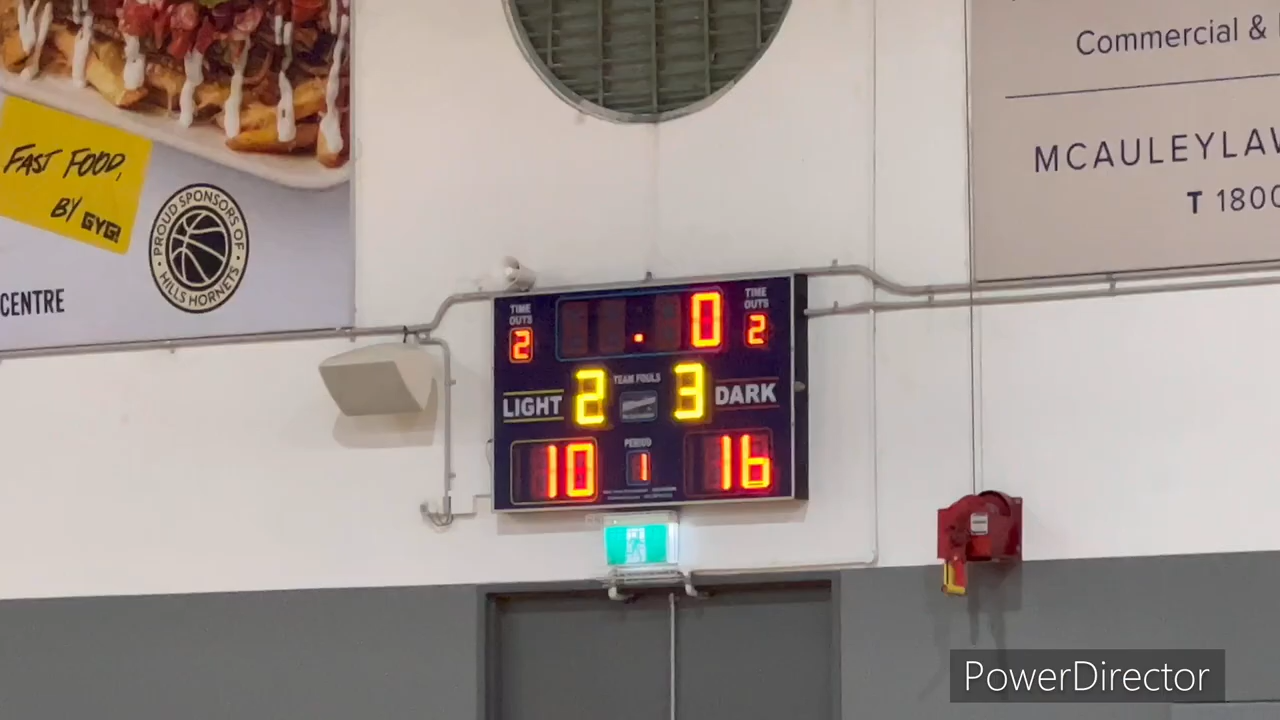 Commercial &
MCAULEYLAW
T 1800
FAST FOOD,
BY GYG!
PROUD SPONSORS OF
HILLS HORNETS
CENTRE
TIME OUTS
2
.0
TIME OUTS
2
LIGHT
2
TEAM FOULS
3
DARK
10
PERIOD
1
16
PowerDirector